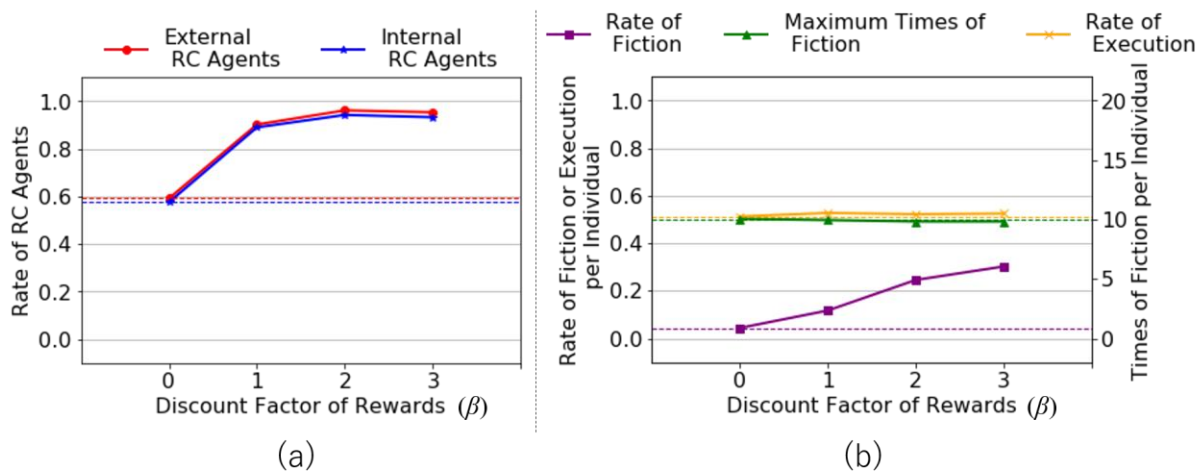 External
RC Agents
Internal
RC Agents
Rate of RC Agents
1.0
0.8
0.6
0.4
0.2
0.0
0 1 2 3
Discount Factor of Rewards (β)
(a)
Rate of
Fiction
Maximum Times of
Fiction
Rate of
Execution
Rate of Fiction or Execution
per Individual
1.0
0.8
0.6
0.4
0.2
0.0
20
15
10
5
0
Times of Fiction per Individual
0 1 2 3
Discount Factor of Rewards (β)
(b)